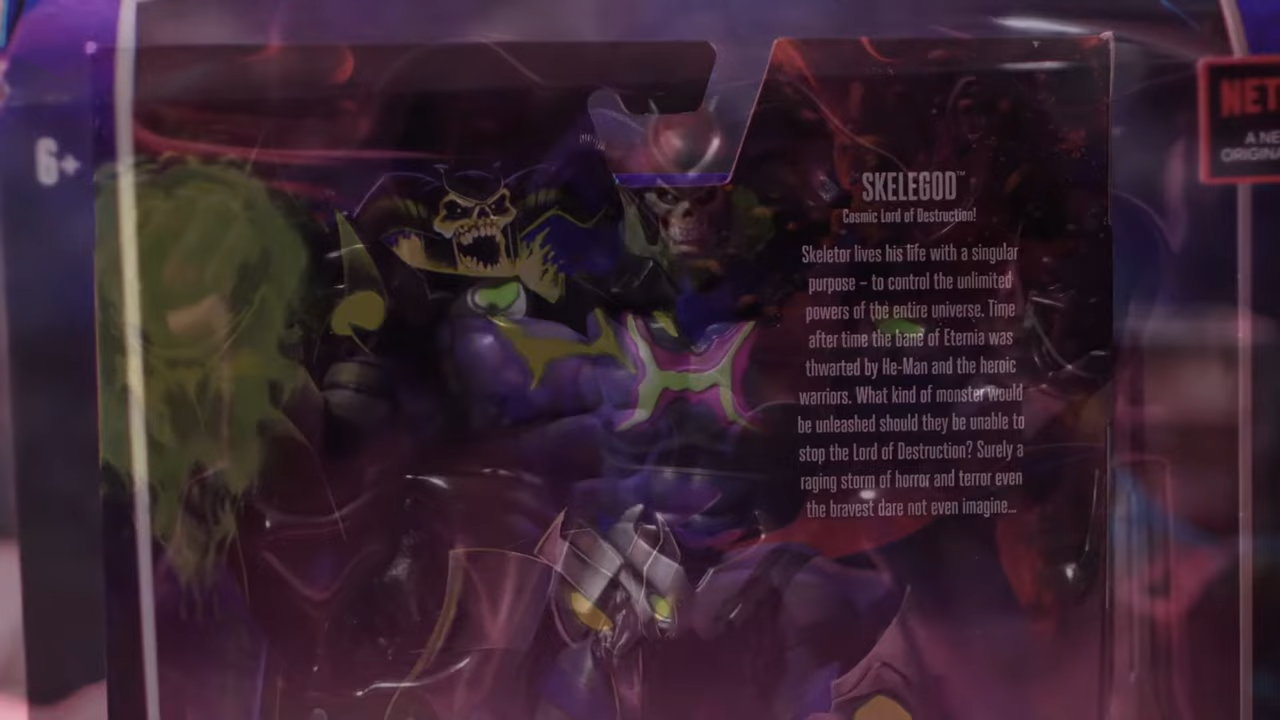 6+
NET
A NE
ORIGINA
SKELEGOD™
Cosmic Lord of Destruction!
Skeletor lives his life with a singular
purpose – to control the unlimited
powers of the entire universe. Time
after time the bane of Eternia was
thwarted by He-Man and the heroic
warriors. What kind of monster would
be unleashed should they be unable to
stop the Lord of Destruction? Surely a
raging storm of horror and terror even
the bravest dare not even imagine...